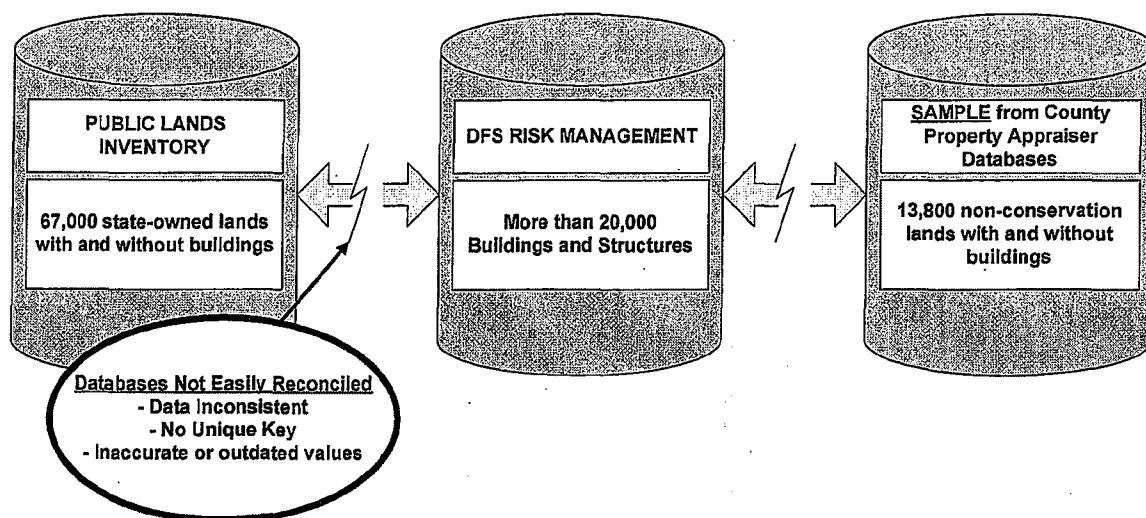 PUBLIC LANDS
INVENTORY
67,000 state-owned lands
with and without buildings
DFS RISK MANAGEMENT
More than 20,000
Buildings and Structures
SAMPLE from County
Property Appraiser
Databases
13,800 non-conservation
lands with and without
buildings
Databases Not Easily Reconciled
- Data Inconsistent
- No Unique Key
- Inaccurate or outdated values